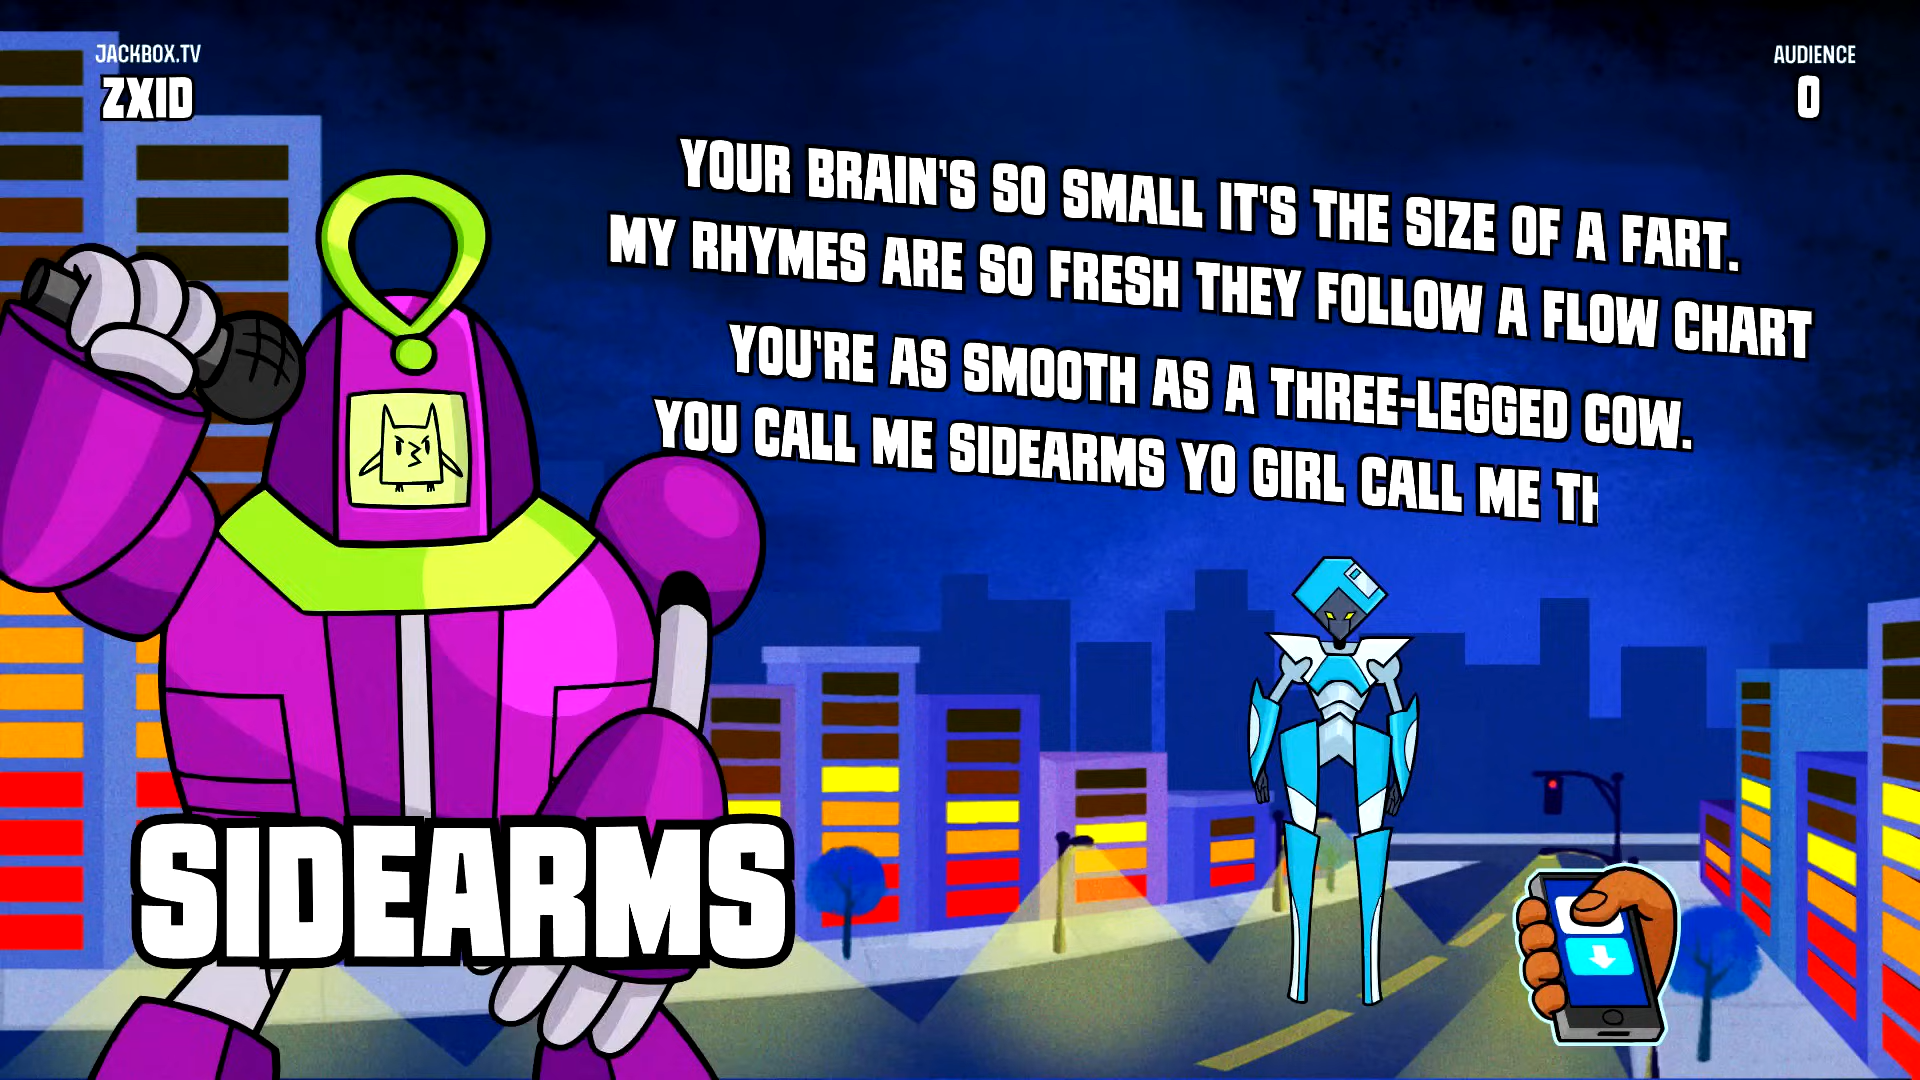 JACKBOX.TV
ZXID
AUDIENCE
0
YOUR BRAIN'S SO SMALL IT'S THE SIZE OF A FART.
MY RHYMES ARE SO FRESH THEY FOLLOW A FLOW CHART
YOU'RE AS SMOOTH AS A THREE-LEGGED COW.
YOU CALL ME SIDEARMS YO GIRL CALL ME TH
SIDEARMS